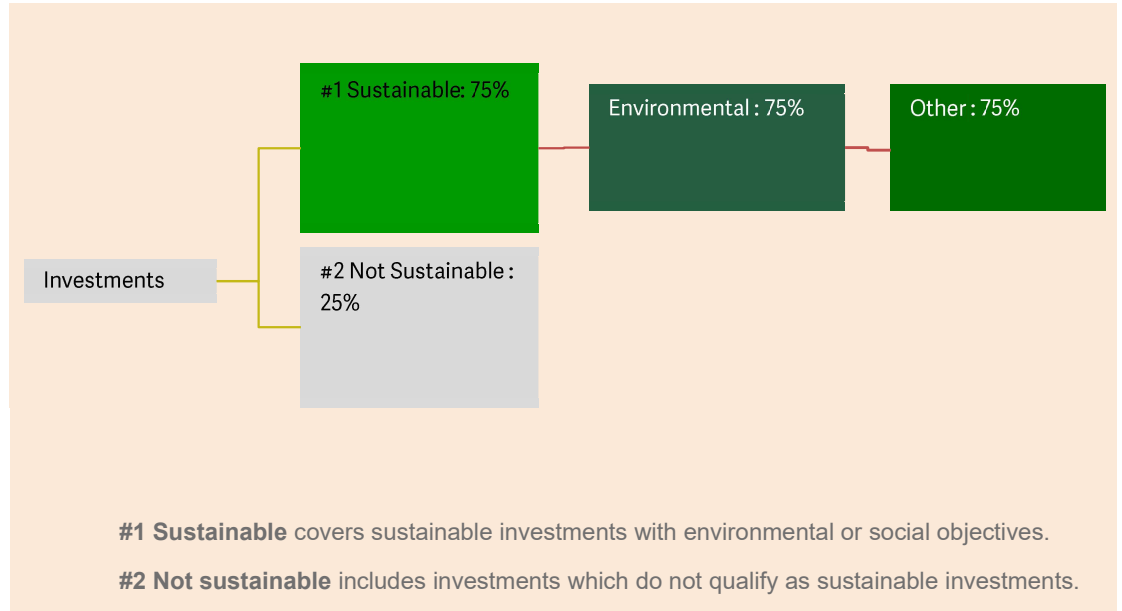 #1 Sustainable: 75%
Environmental : 75%
Other : 75%
Investments
#2 Not Sustainable :
25%
#1 Sustainable covers sustainable investments with environmental or social objectives.
#2 Not sustainable includes investments which do not qualify as sustainable investments.